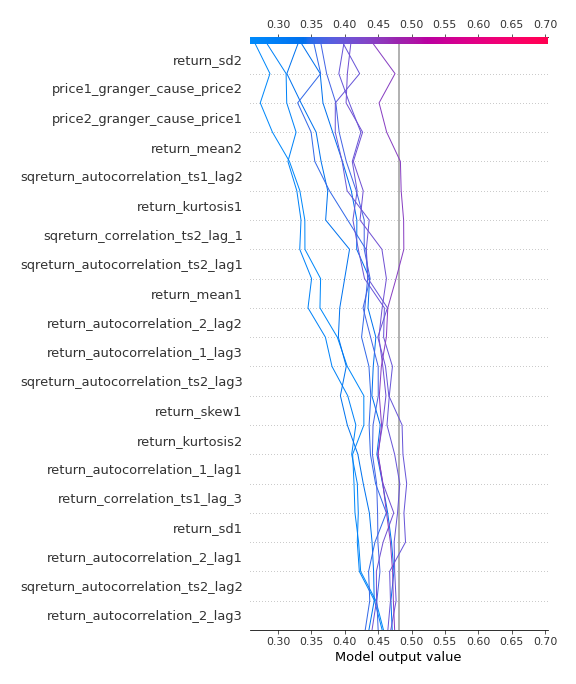 0.30 0.35 0.40 0.45 0.50 0.55 0.60 0.65 0.70
return_sd2
price1_granger_cause_price2
price2_granger_cause_price1
return_mean2
sqreturn_autocorrelation_ts1_lag2
return_kurtosis1
sqreturn_correlation_ts2_lag_1
sqreturn_autocorrelation_ts2_lag1
return_mean1
return_autocorrelation_2_lag2
return_autocorrelation_1_lag3
sqreturn_autocorrelation_ts2_lag3
return_skew1
return_kurtosis2
return_autocorrelation_1_lag1
return_correlation_ts1_lag_3
return_sd1
return_autocorrelation_2_lag1
sqreturn_autocorrelation_ts2_lag2
return_autocorrelation_2_lag3
0.30 0.35 0.40 0.45 0.50 0.55 0.60 0.65 0.70
Model output value